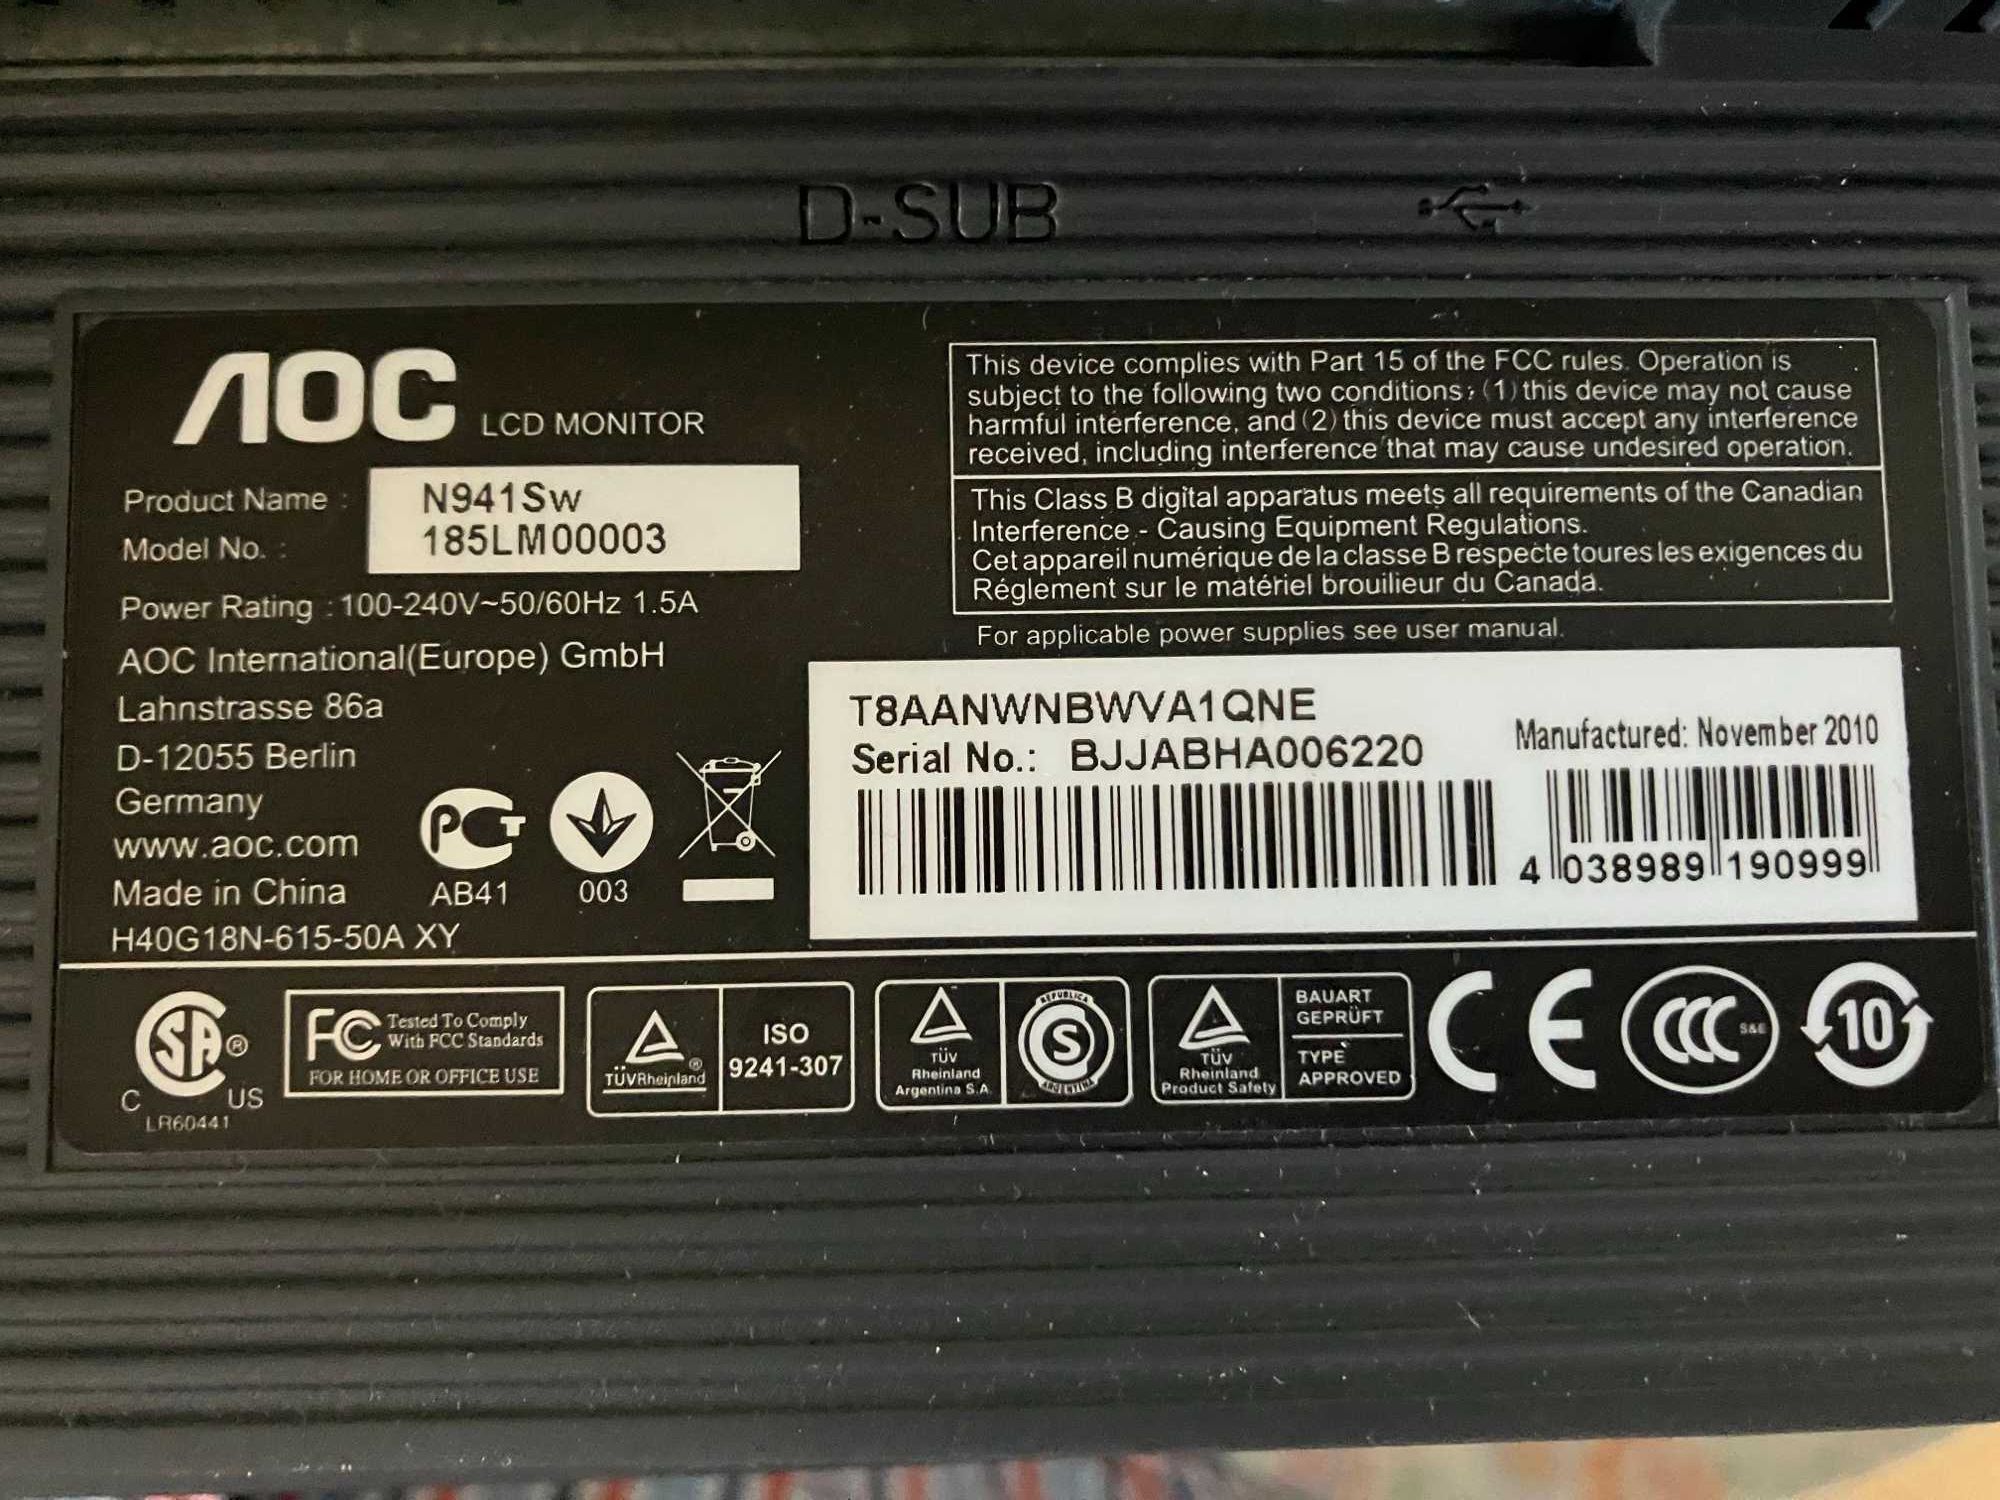 D-SUB
AOC LCD MONITOR
Product Name : N941Sw
Model No. : 185LM00003
Power Rating : 100-240V~50/60Hz 1.5A
AOC International(Europe) GmbH
Lahnstrasse 86a
D-12055 Berlin
Germany
www.aoc.com
Made in China
H40G18N-615-50A XY
PCT
AB41
003
This device complies with Part 15 of the FCC rules. Operation is
subject to the following two conditions: (1) this device may not cause
harmful interference, and (2) this device must accept any interference
received, including interference that may cause undesired operation.
This Class B digital apparatus meets all requirements of the Canadian
Interference - Causing Equipment Regulations.
Cet appareil numérique de la classe B respecte toures les exigences du
Réglement sur le matériel brouilieur du Canada.
For applicable power supplies see user manual.
T8AANWNBWVA1QNE
Serial No.: BJJABHA006220
Manufactured: November 2010
4 038989 190999
SA ®
C US
LR60441
FC Tested To Comply
With FCC Standards
FOR HOME OR OFFICE USE
TÜVRheinland ®
ISO
9241-307
TÜV
Rheinland
Argentina S.A.
REPUBLICA
S
ARGENTINA
TÜV
Rheinland
Product Safety
BAUART
GEPRÜFT
TYPE
APPROVED
CE
CCC S&E
10